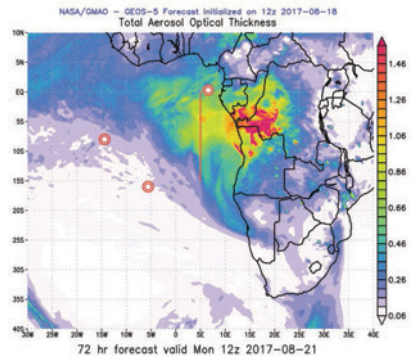 NASA/GMAO - GEOS-5 Forecast Initialized on 12z 2017-08-18
Total Aerosol Optical Thickness
10N
5N
EQ
5S
10S
15S
20S
25S
30S
35S
40S
30W 25W 20W 15W 10W 5W 0 5E 10E 15E 20E 25E 30E 35E 40E
1.46
1.26
1.06
0.86
0.66
0.46
0.26
0.06
72 hr forecast valid Mon 12z 2017-08-21